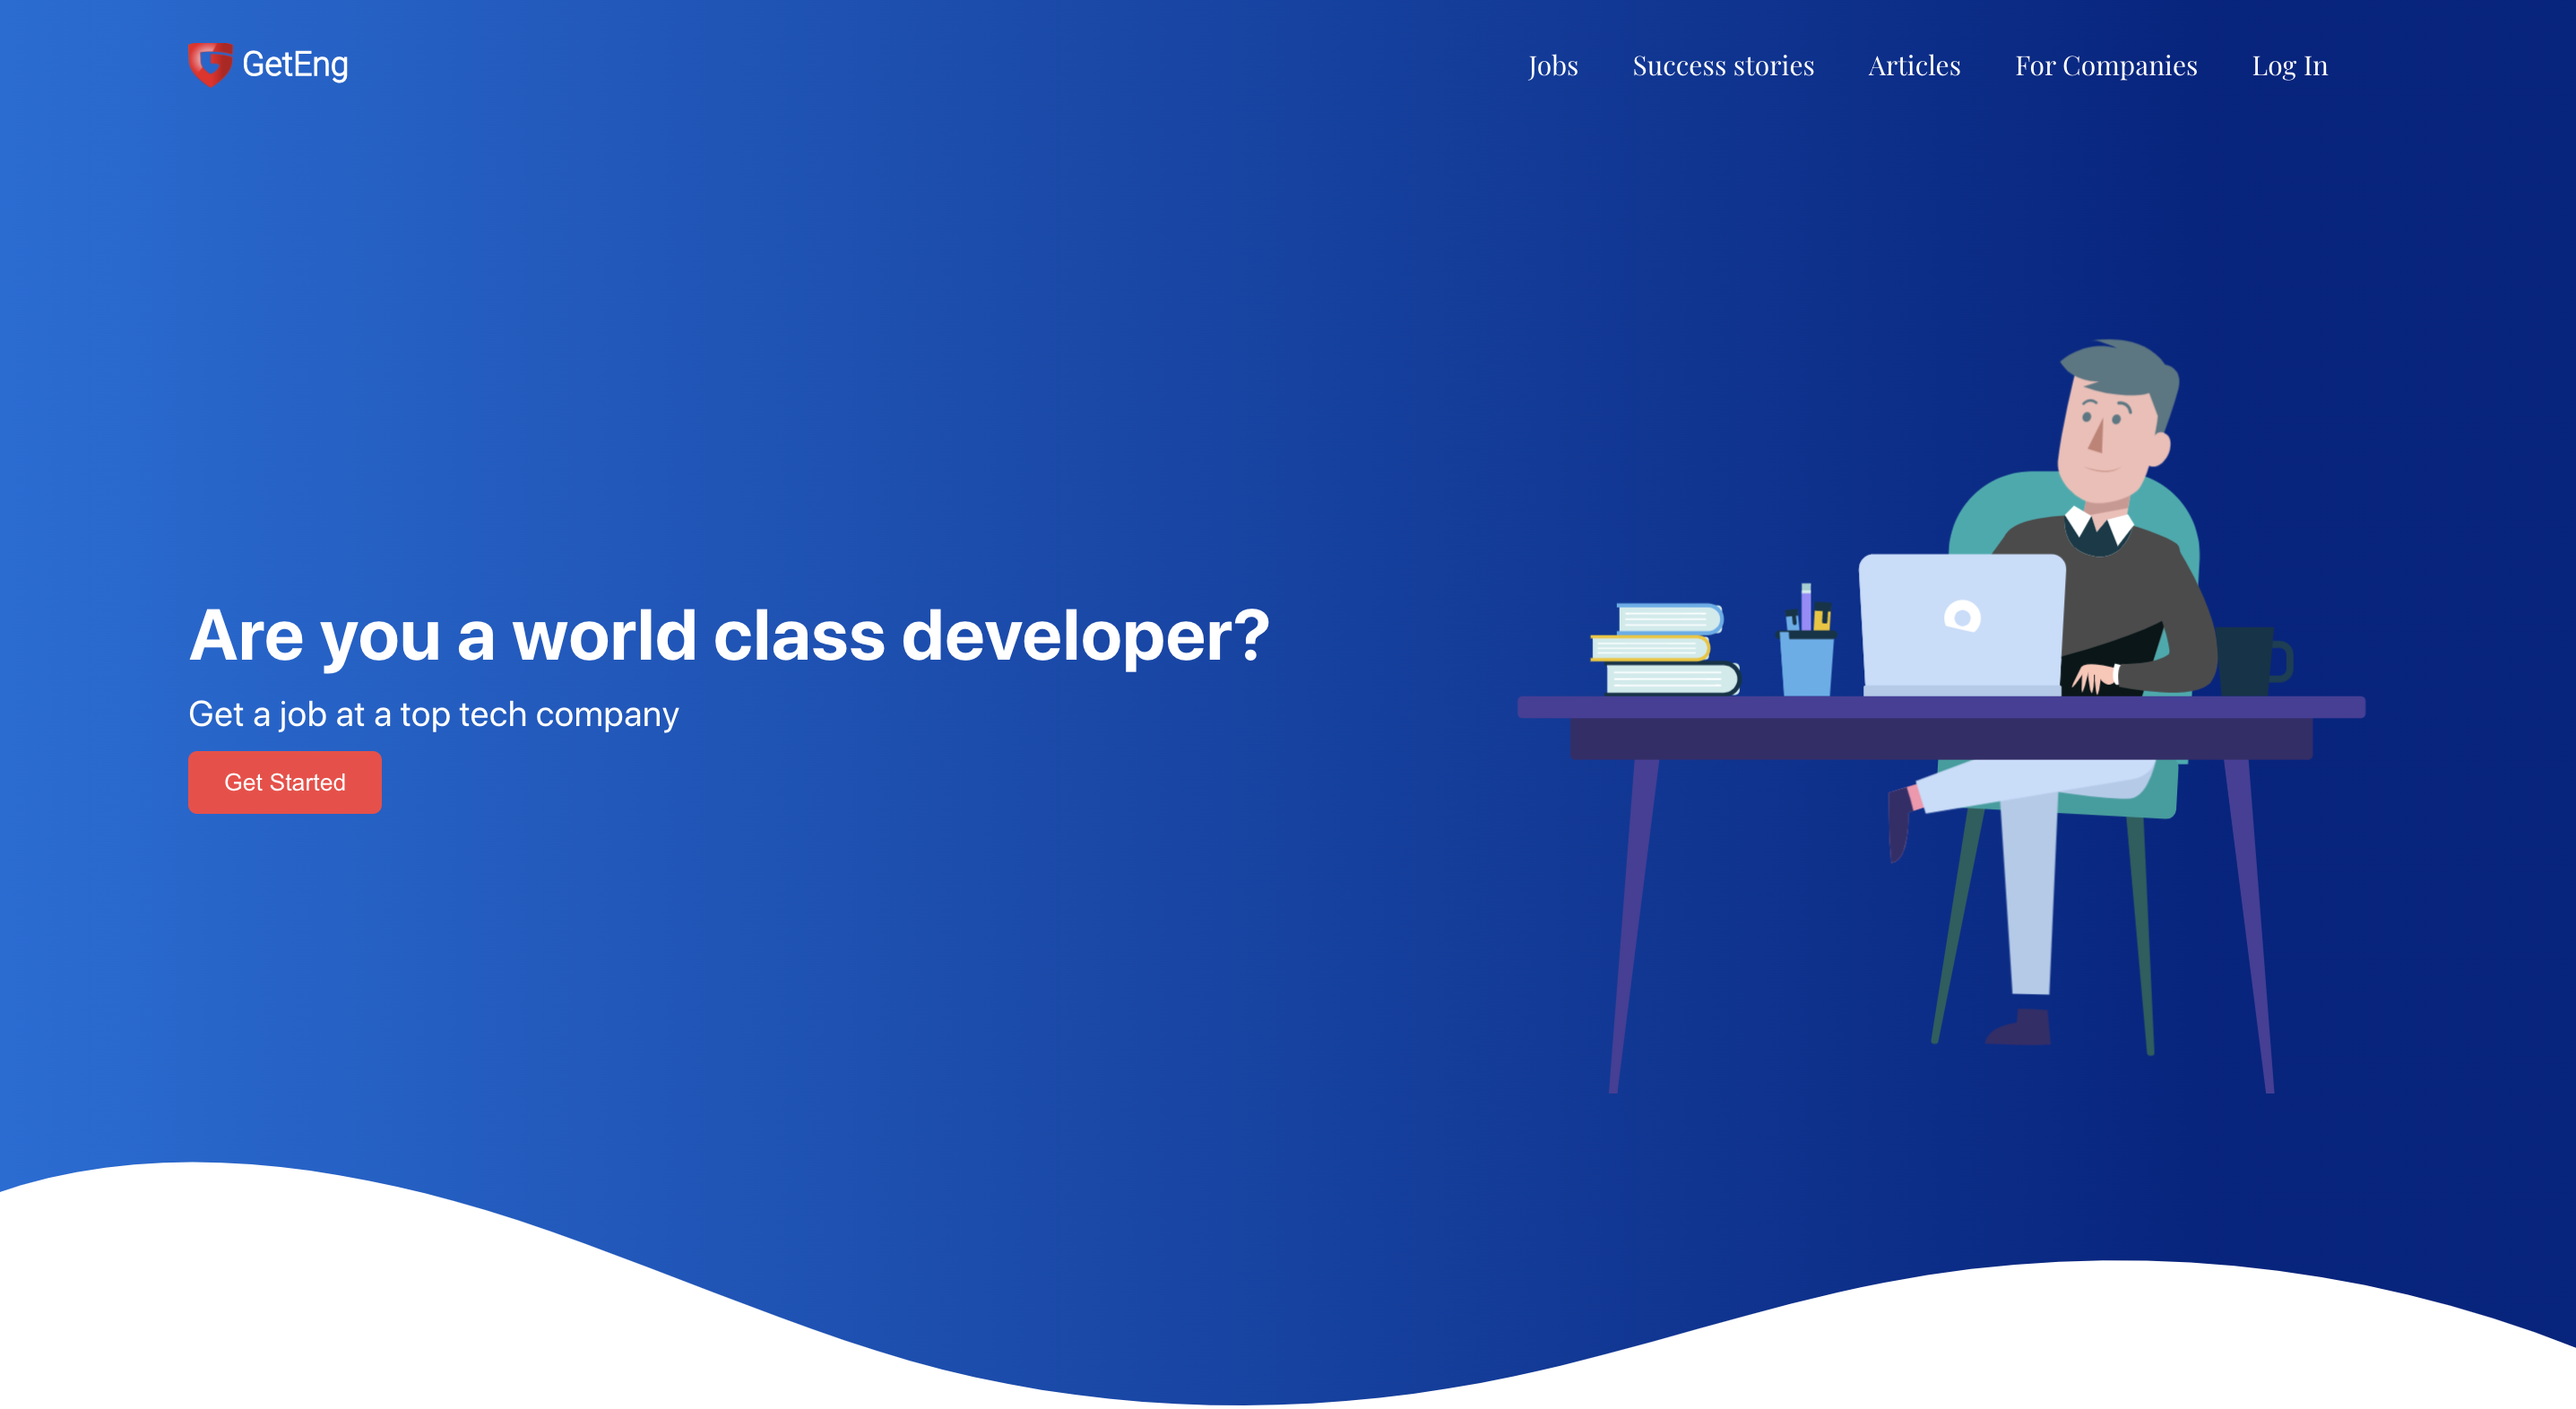 GetEng
Jobs Success stories Articles For Companies Log In
Are you a world class developer?
Get a job at a top tech company
Get Started